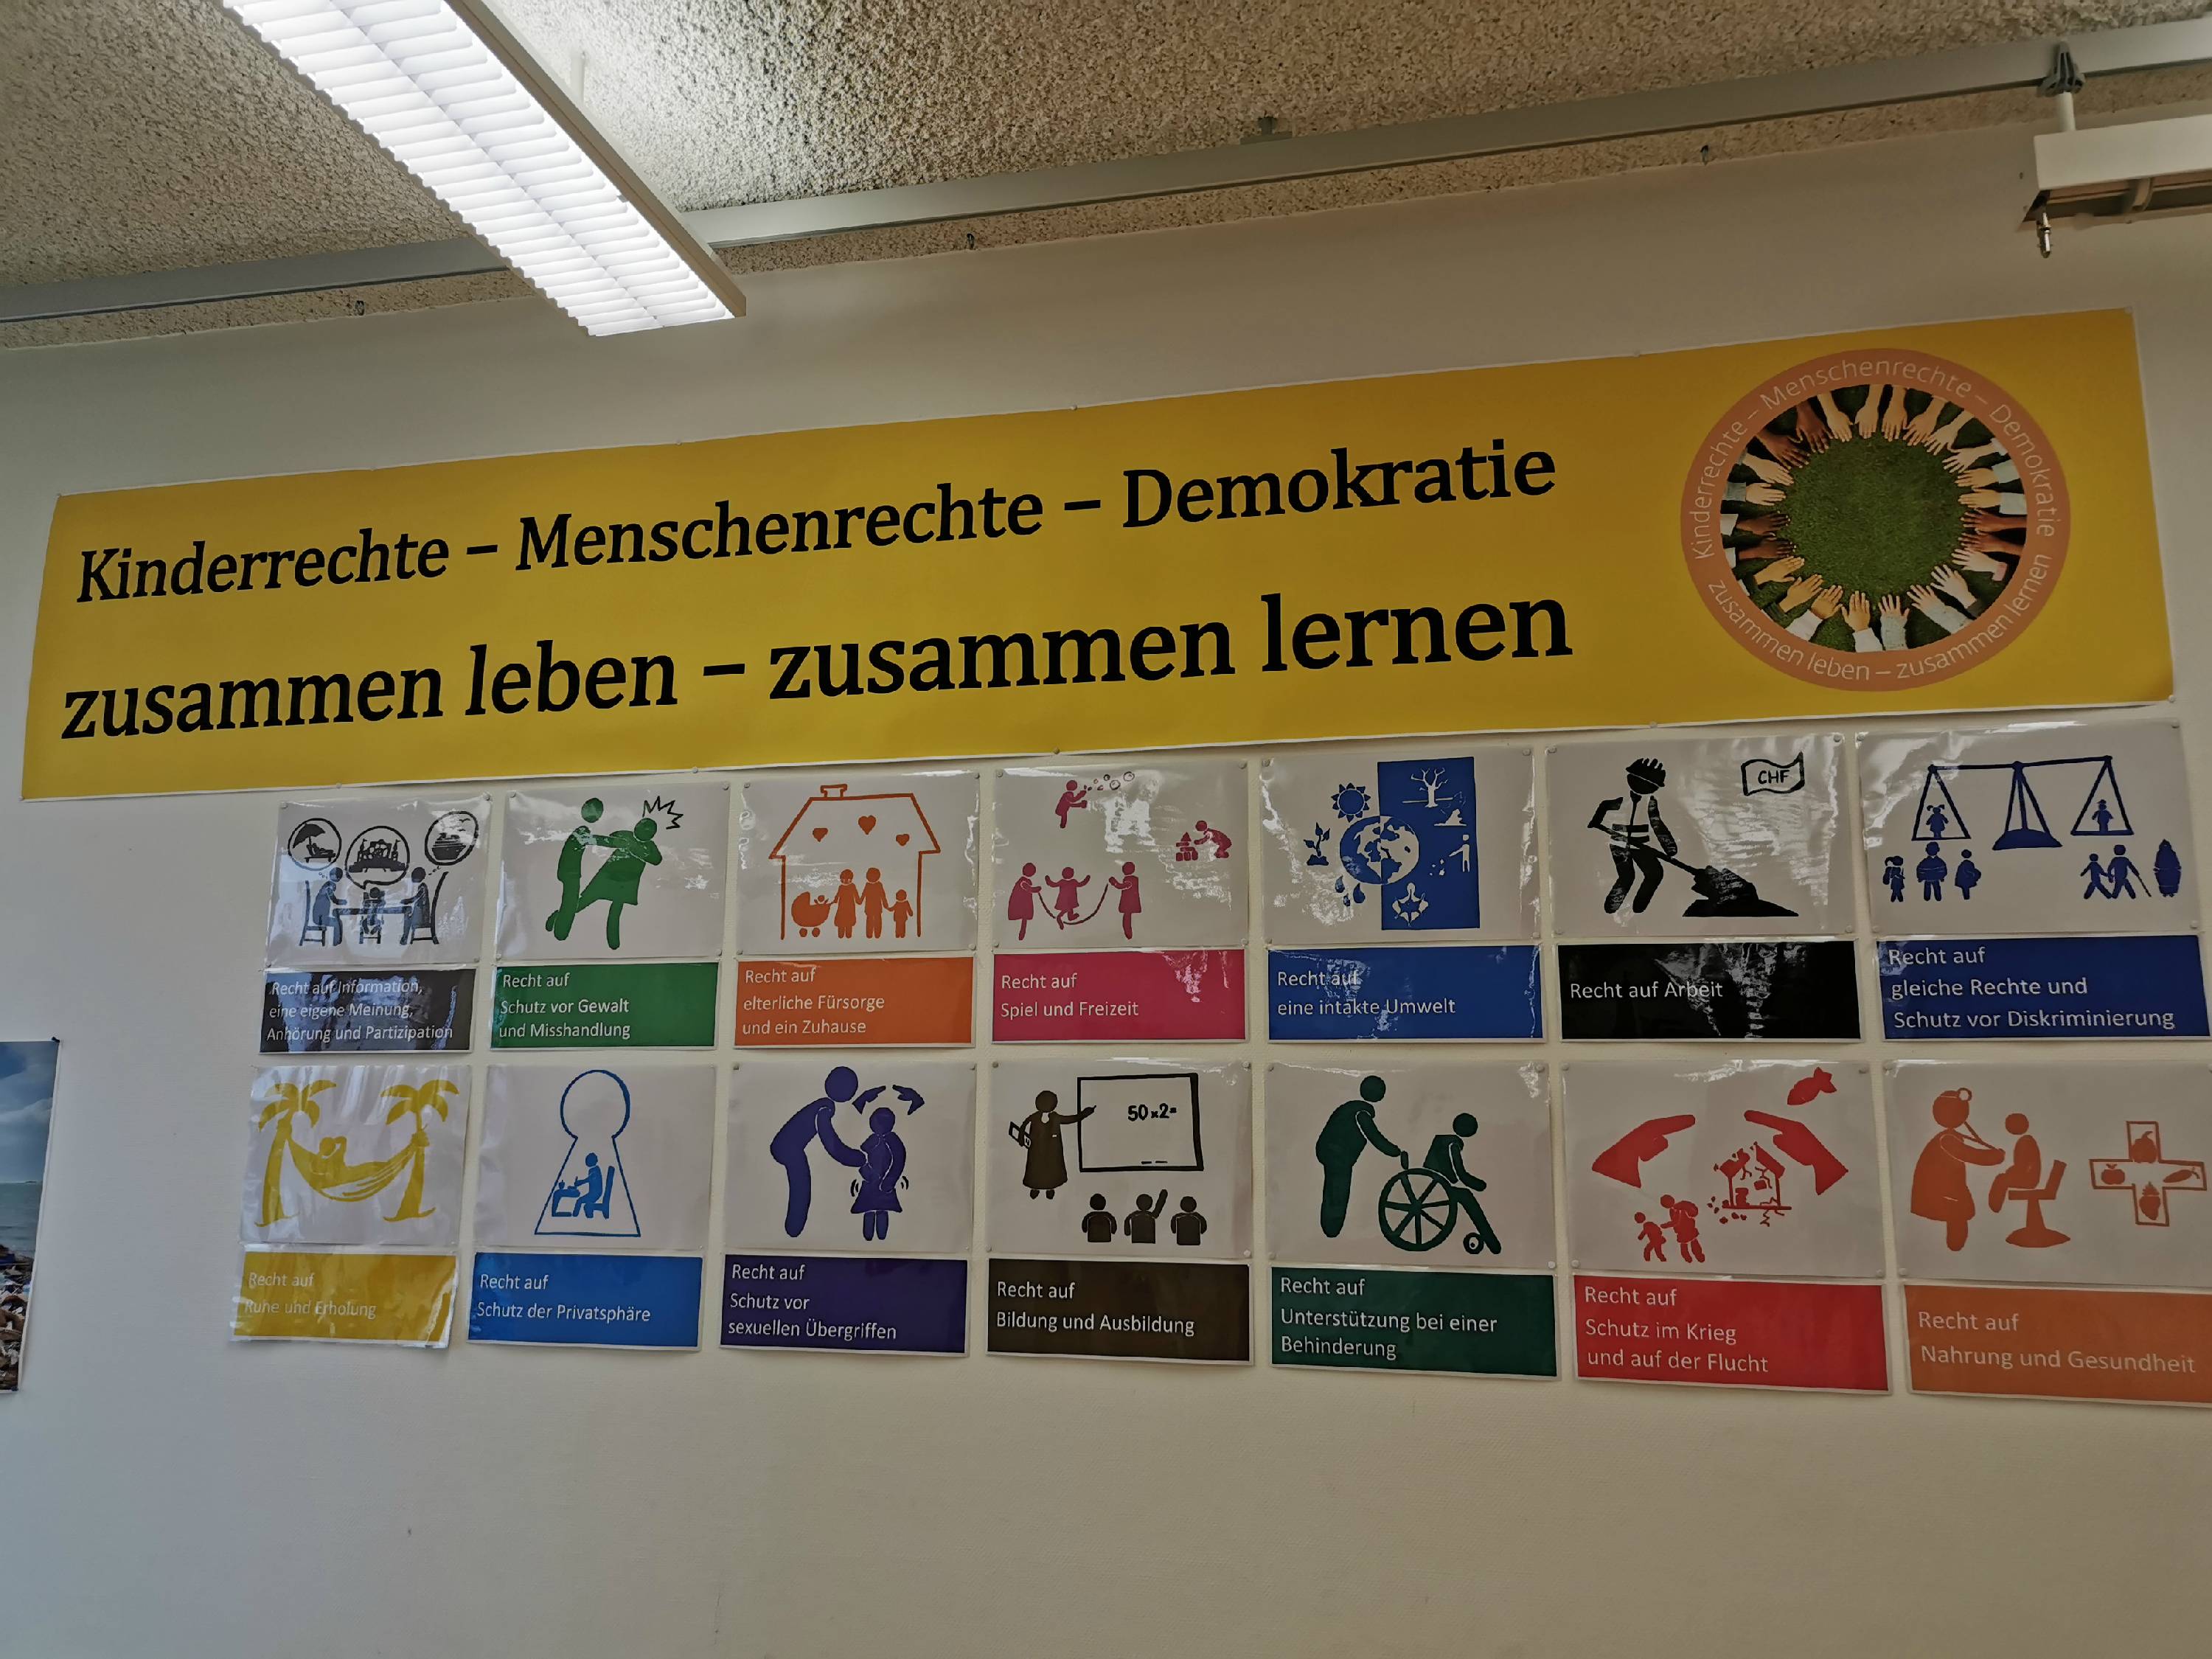 Kinderrechte – Menschenrechte – Demokratie
zusammen leben – zusammen lernen
Kinderrechte – Menschenrechte – Demokratie
zusammen leben – zusammen lernen
CHF
Recht auf Information,
eine eigene Meinung,
Anhörung und Partizipation
Recht auf
Schutz vor Gewalt
und Misshandlung
Recht auf
elterliche Fürsorge
und ein Zuhause
Recht auf
Spiel und Freizeit
Recht auf
eine intakte Umwelt
Recht auf Arbeit
Recht auf
gleiche Rechte und
Schutz vor Diskriminierung
50x2=
Recht auf
Ruhe und Erholung
Recht auf
Schutz der Privatsphäre
Recht auf
Schutz vor
sexuellen Übergriffen
Recht auf
Bildung und Ausbildung
Recht auf
Unterstützung bei einer
Behinderung
Recht auf
Schutz im Krieg
und auf der Flucht
Recht auf
Nahrung und Gesundheit